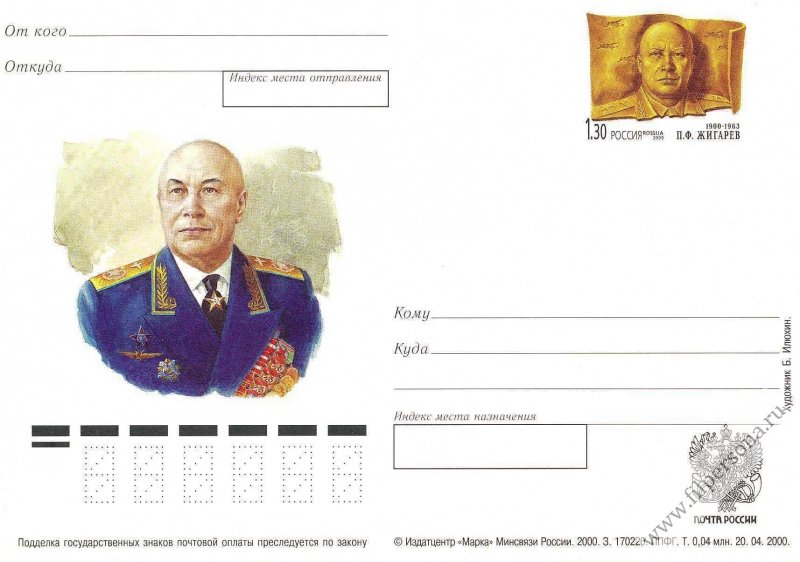 От кого
Откуда
Индекс места отправления
1.30 РОССИЯ ROSSIJA 2000
1900-1963
П.Ф. ЖИГАРЕВ
Кому
Куда
Индекс места назначения
Художник Б. Илюхин.
ПОЧТА РОССИИ
www.filpersona.ru
Подделка государственных знаков почтовой оплаты преследуется по закону
© Издатцентр «Марка» Минсвязи России. 2000. З. 170220. ППФГ. Т. 0,04 млн. 20. 04. 2000.